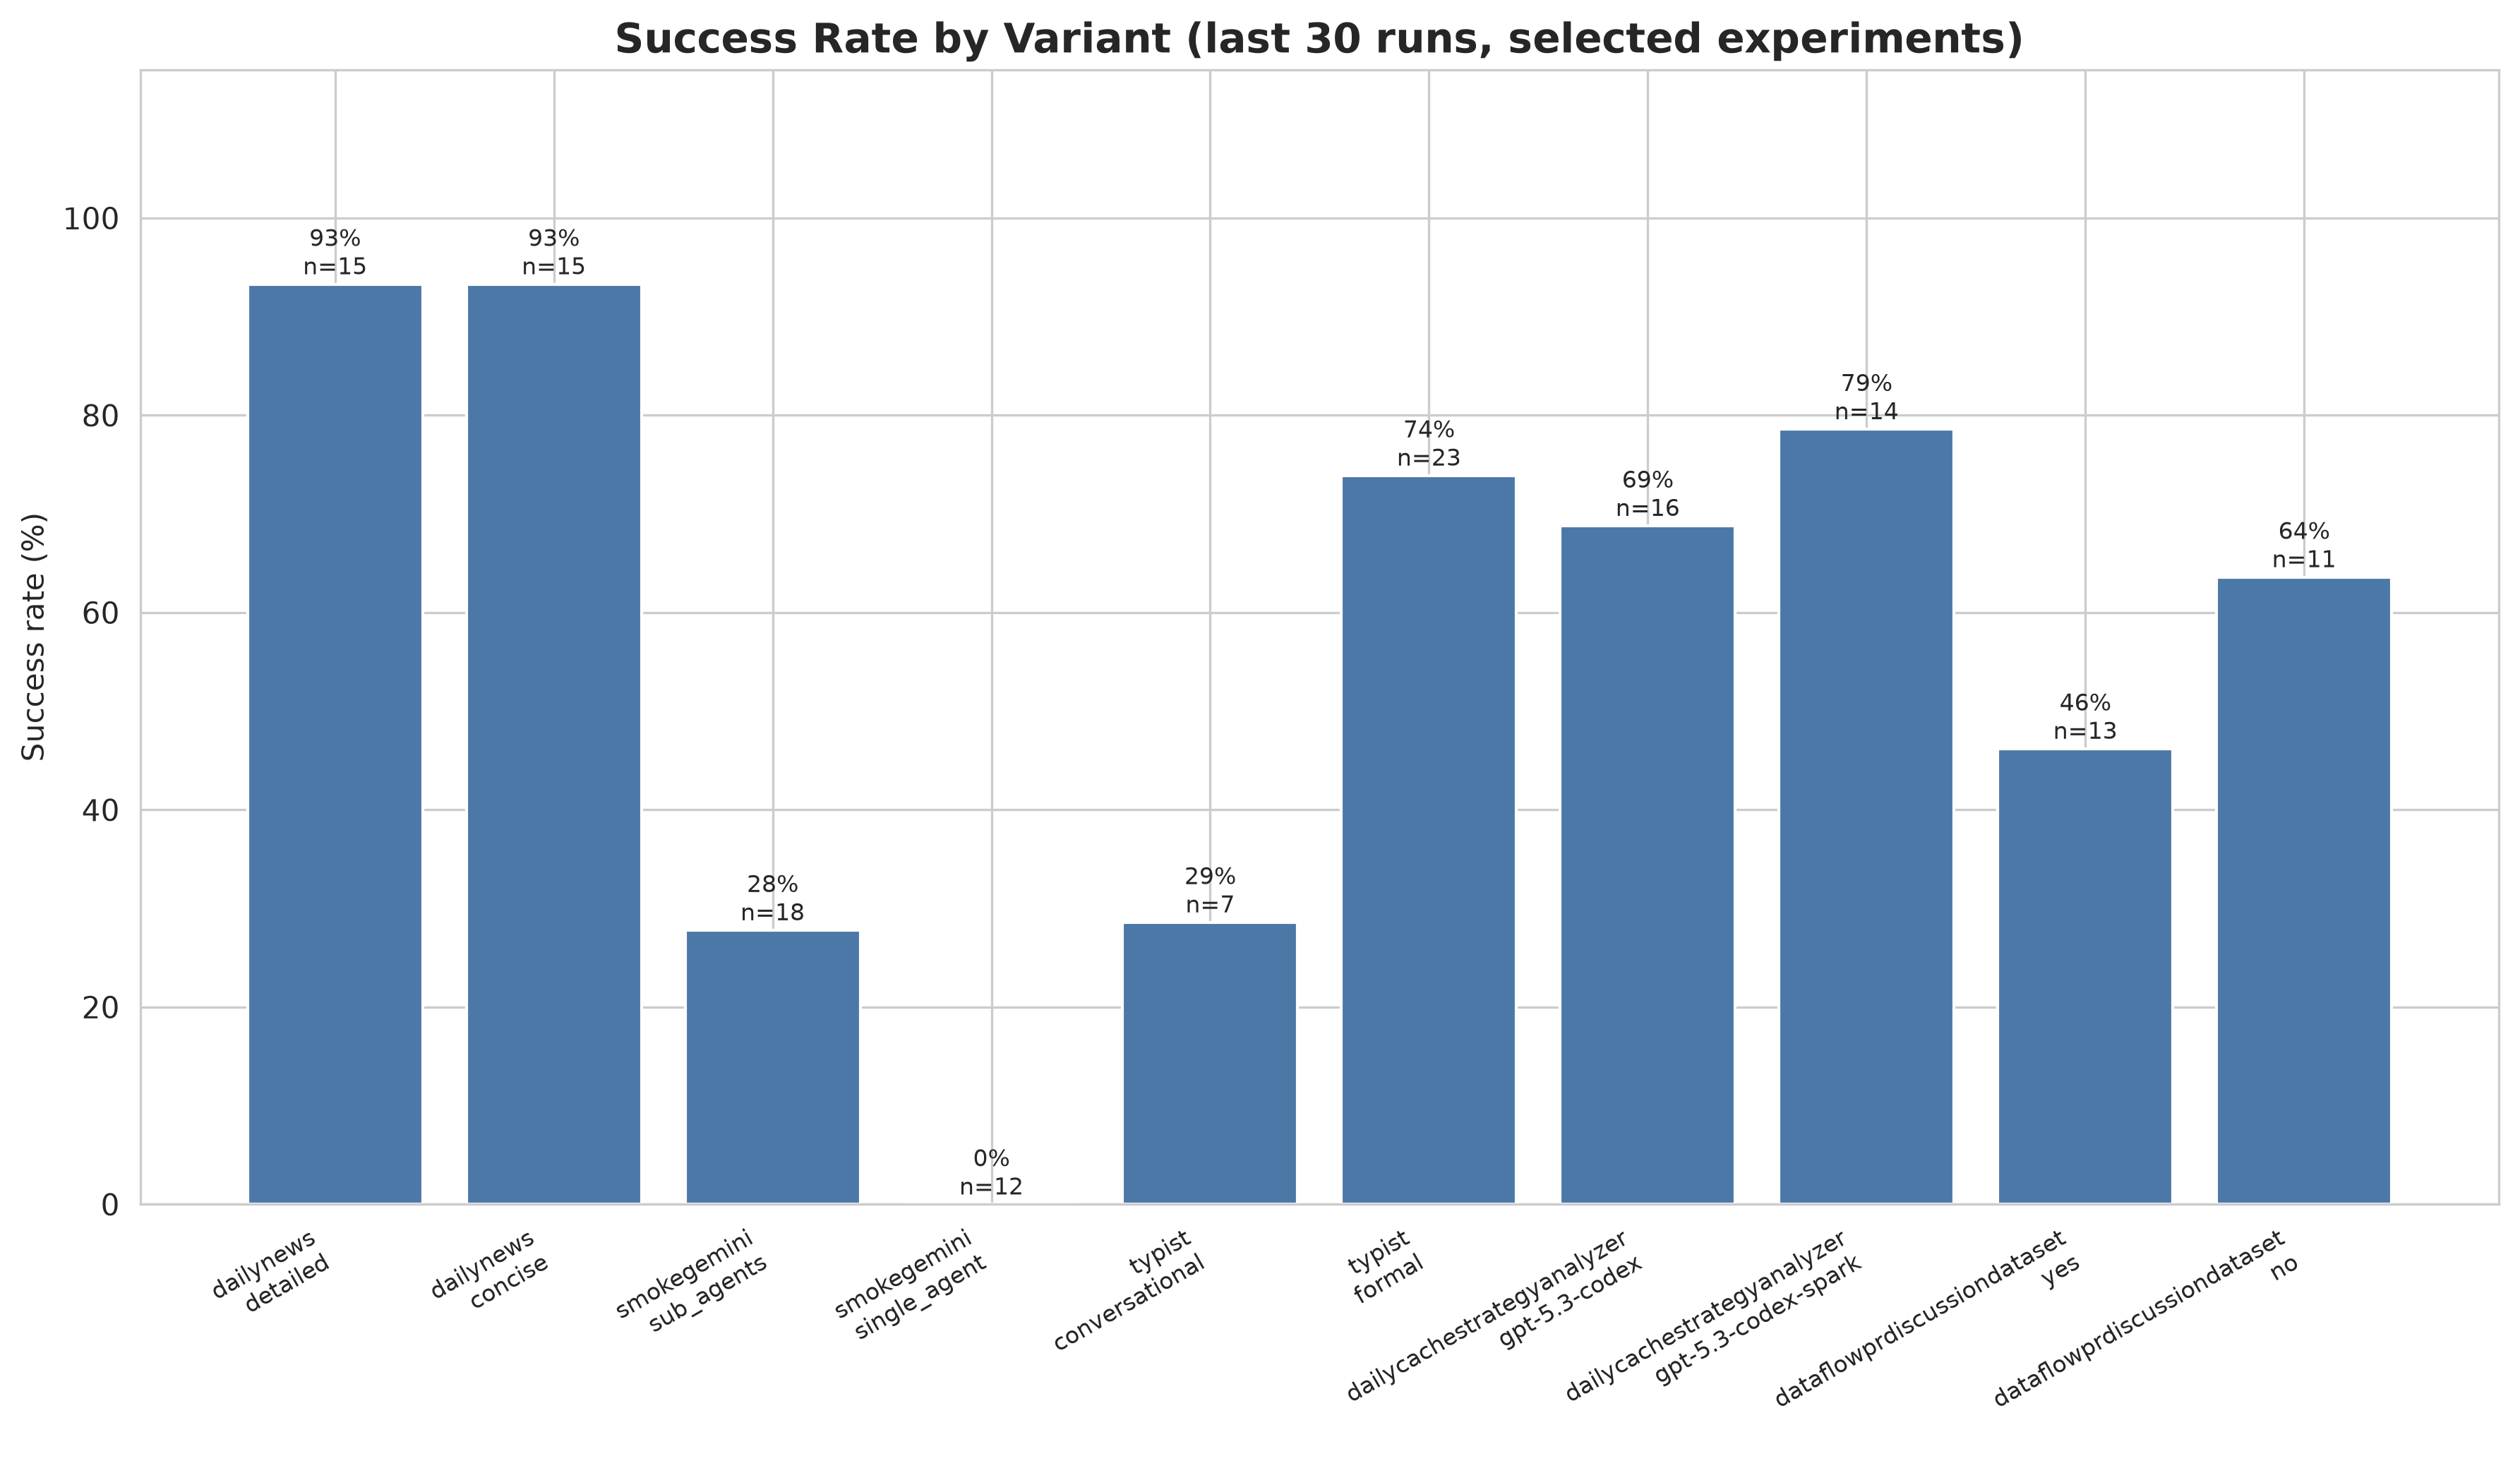 Success Rate by Variant (last 30 runs, selected experiments)
Success rate (%)
100
80
60
40
20
0
93%
n=15
93%
n=15
28%
n=18
0%
n=12
29%
n=7
74%
n=23
69%
n=16
79%
n=14
46%
n=13
64%
n=11
dailynews
detailed
dailynews
concise
smokegemini
sub_agents
smokegemini
single_agent
typist
conversational
typist
formal
dailycachestrategyanalyzer
gpt-5.3-codex
dailycachestrategyanalyzer
gpt-5.3-codex-spark
dataflowprdiscussiondataset
yes
dataflowprdiscussiondataset
no